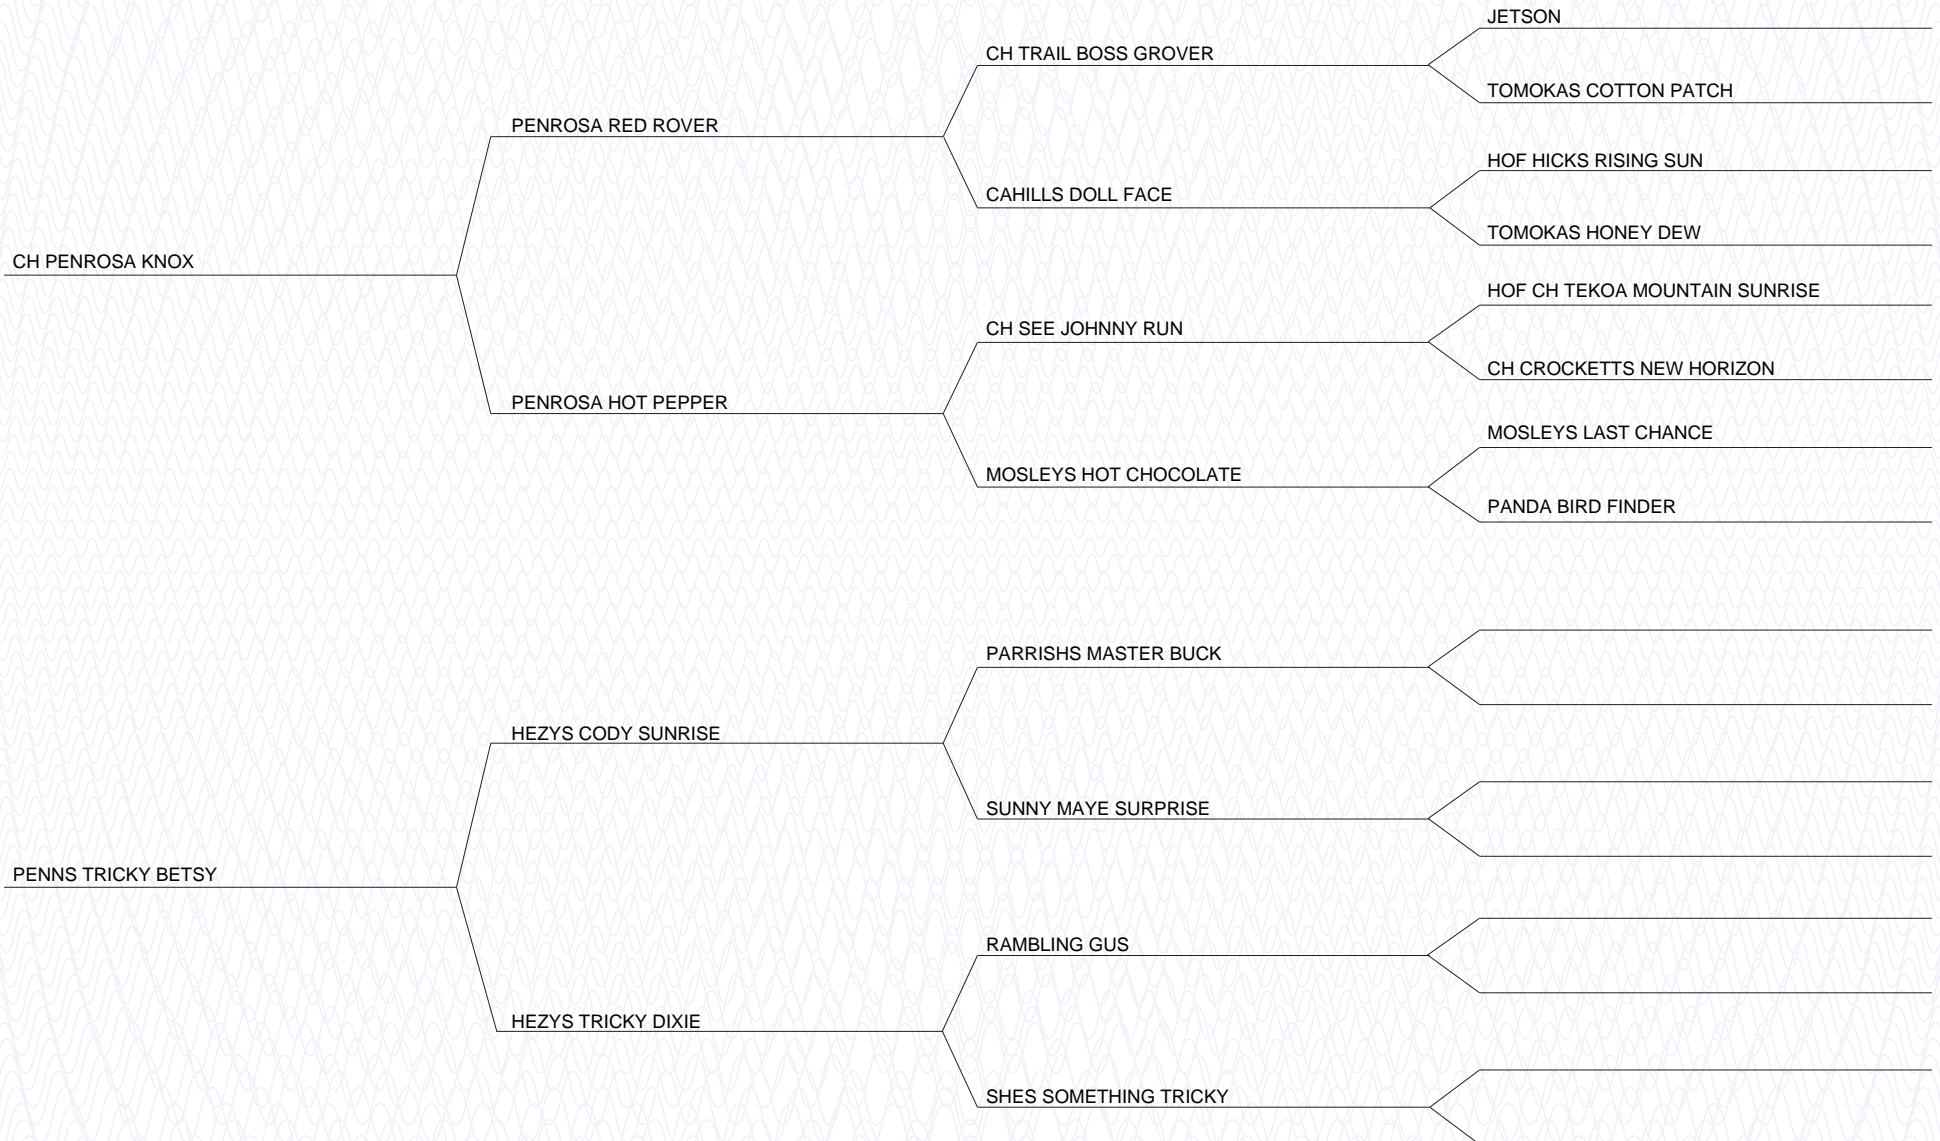 JETSON
CH TRAIL BOSS GROVER
TOMOKAS COTTON PATCH
PENROSA RED ROVER
HOF HICKS RISING SUN
CAHILLS DOLL FACE
TOMOKAS HONEY DEW
CH PENROSA KNOX
HOF CH TEKOA MOUNTAIN SUNRISE
CH SEE JOHNNY RUN
CH CROCKETTS NEW HORIZON
PENROSA HOT PEPPER
MOSLEYS LAST CHANCE
MOSLEYS HOT CHOCOLATE
PANDA BIRD FINDER
PARRISHS MASTER BUCK
HEZYS CODY SUNRISE
SUNNY MAYE SURPRISE
PENNS TRICKY BETSY
RAMBLING GUS
HEZYS TRICKY DIXIE
SHES SOMETHING TRICKY